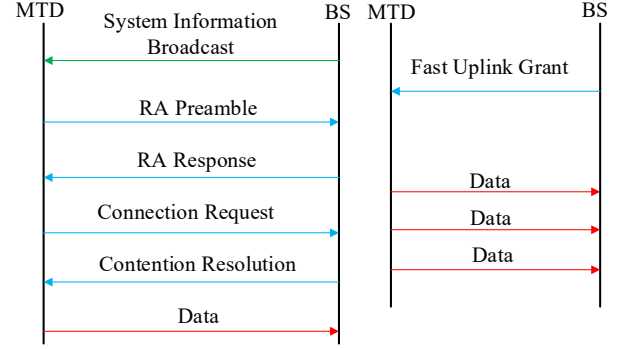 MTD
BS
System Information
Broadcast
RA Preamble
RA Response
Connection Request
Contention Resolution
Data
MTD
BS
Fast Uplink Grant
Data
Data
Data